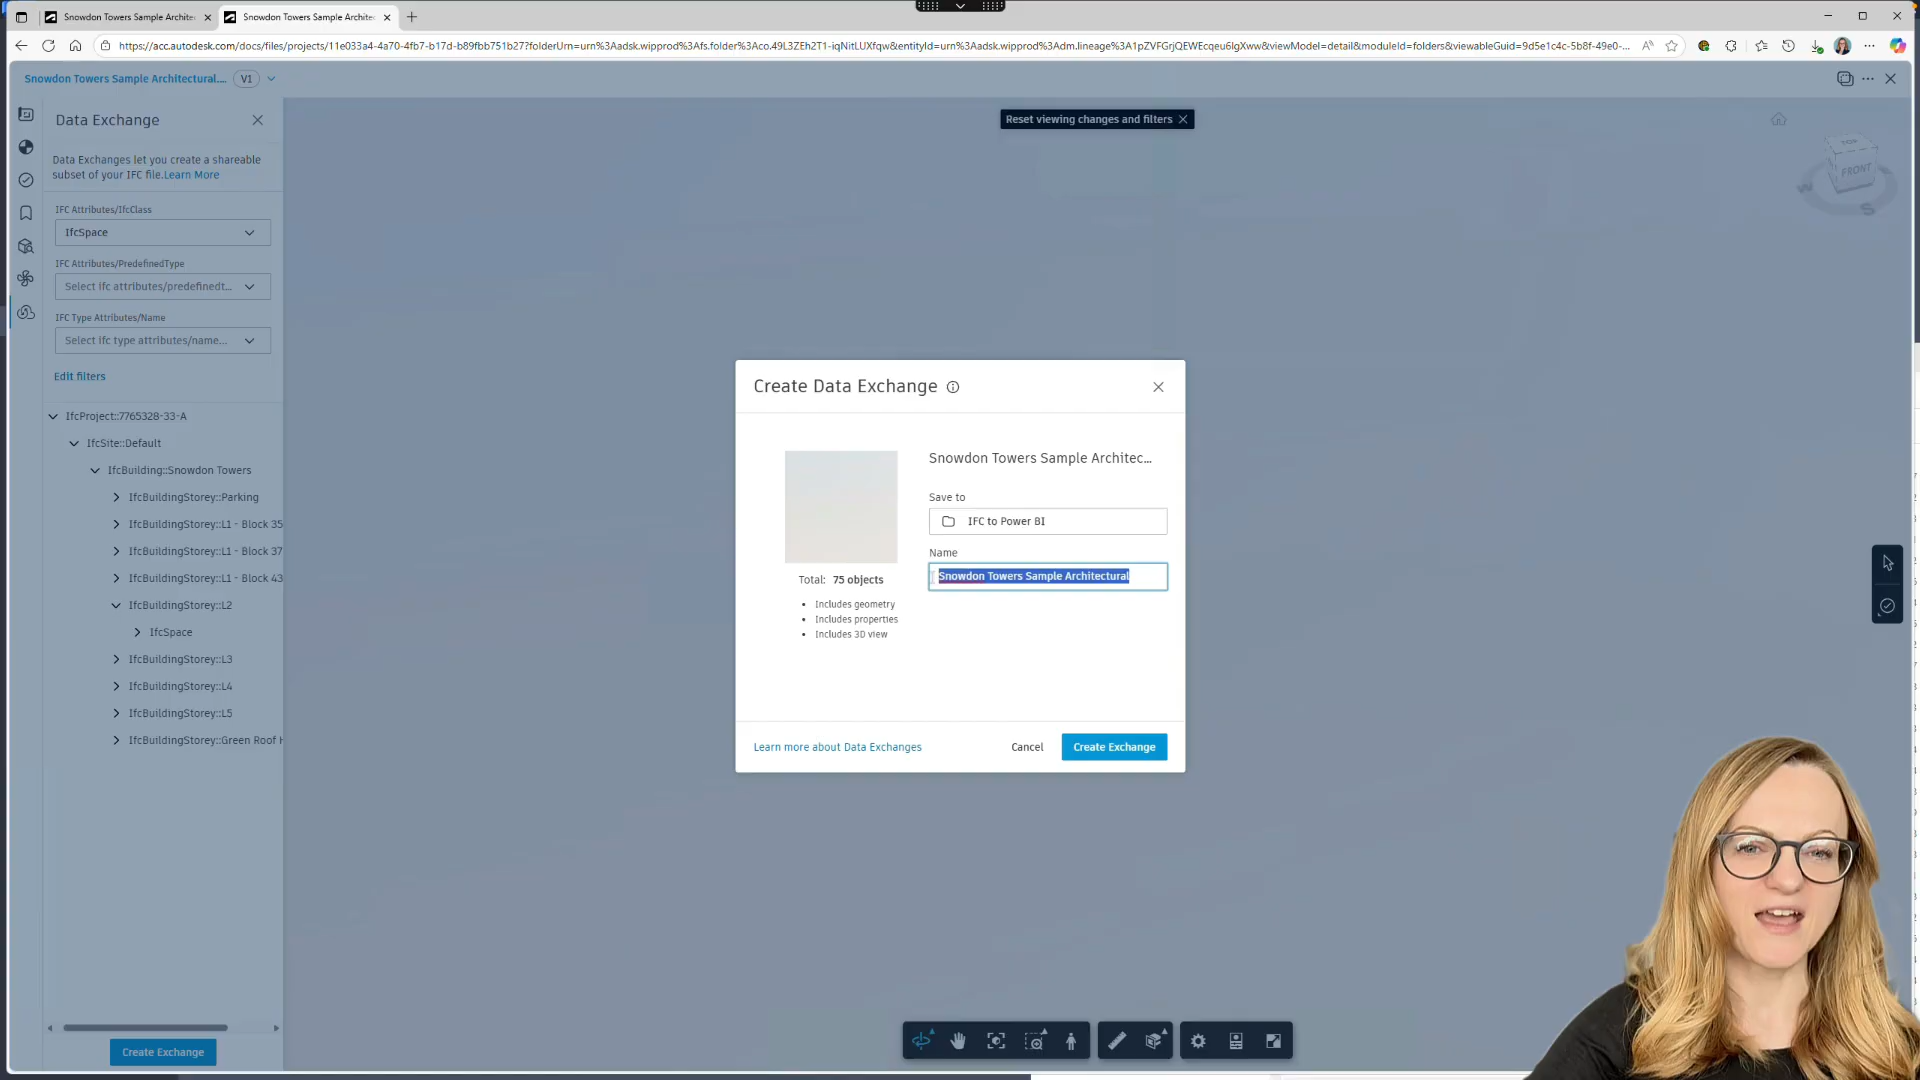 Snowdon Towers Sample Archite
Snowdon Towers Sample Architec
https://acc.autodesk.com/docs/files/projects/11e033a4-4a70-4fb7-b17d-b89fbb751b27?folderUrn=urn%3Aadsk.wipprod%3Afs.folder%3Aco.49L3ZEh2T1-iqNitLUXfqw&entityId=urn%3Aadsk.wipprod%3Adm.lineage%3A1pZVFGrjQEWEcqeu6lgXww&viewModel=detail&moduleId=folders&viewableGuid=9d5e1c4c-5b8f-49e0-...
Snowdon Towers Sample Architectural.... V1
Data Exchange
Reset viewing changes and filters
Data Exchanges let you create a shareable
subset of your IFC file.Learn More
TOP
FRONT
W
S
IFC Attributes/IfcClass
IfcSpace
IFC Attributes/PredefinedType
Select ifc attributes/predefinedt...
IFC Type Attributes/Name
Select ifc type attributes/name...
Edit filters
IfcProject::7765328-33-A
IfcSite::Default
IfcBuilding::Snowdon Towers
IfcBuildingStorey::Parking
IfcBuildingStorey::L1 - Block 35
IfcBuildingStorey::L1 - Block 37
IfcBuildingStorey::L1 - Block 43
IfcBuildingStorey::L2
IfcSpace
IfcBuildingStorey::L3
IfcBuildingStorey::L4
IfcBuildingStorey::L5
IfcBuildingStorey::Green Roof H
Create Exchange
Create Data Exchange
Snowdon Towers Sample Architec...
Save to
IFC to Power BI
Name
Snowdon Towers Sample Architectural
Total: 75 objects
• Includes geometry
• Includes properties
• Includes 3D view
Learn more about Data Exchanges
Cancel
Create Exchange